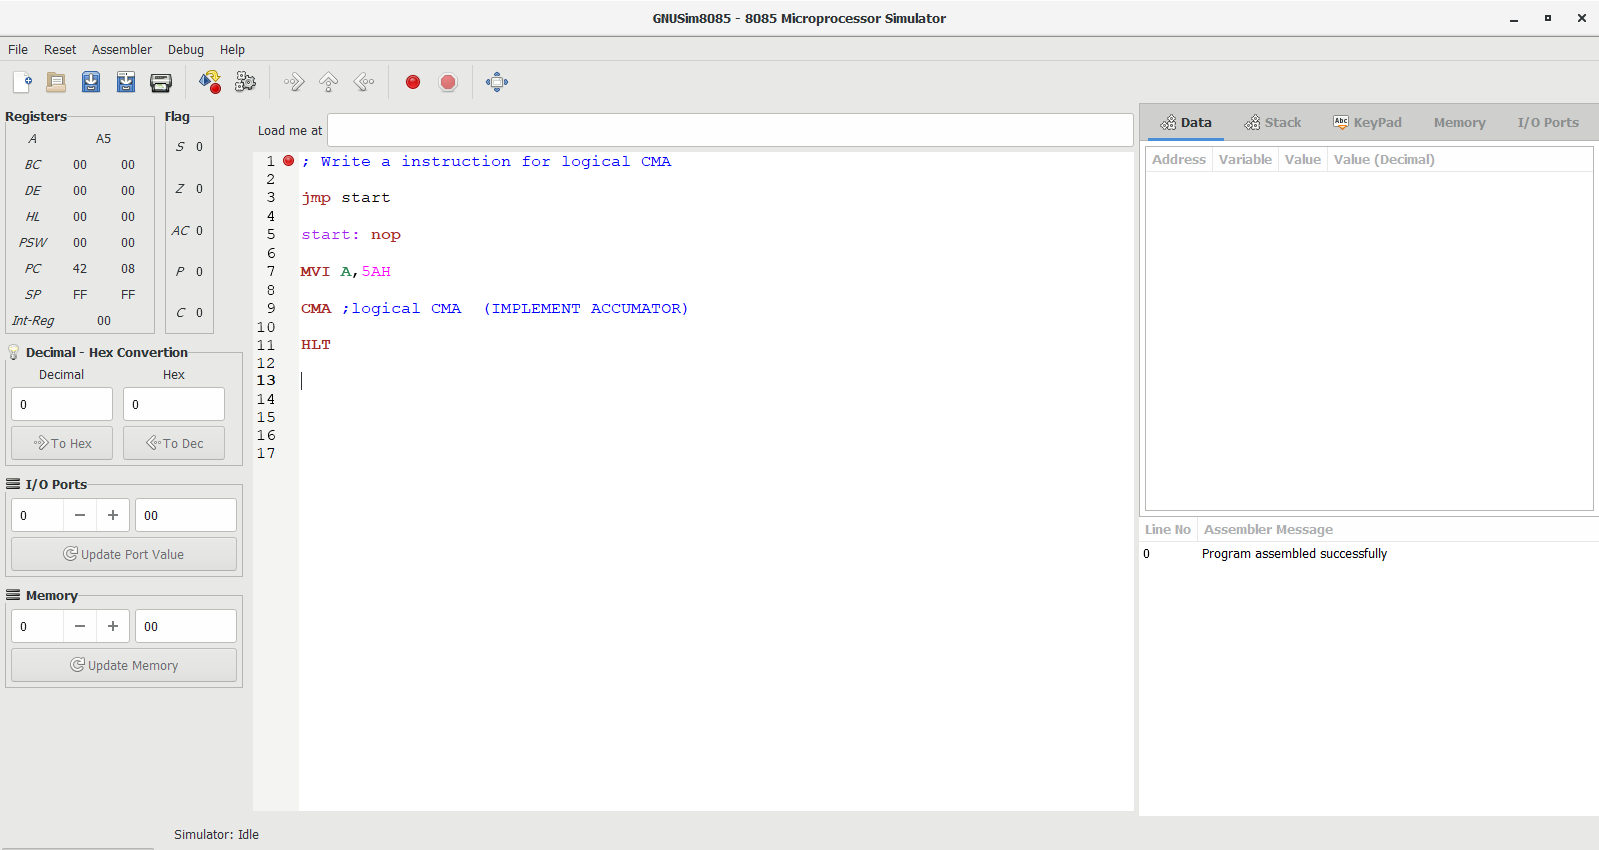 GNUSim8085 - 8085 Microprocessor Simulator
File Reset Assembler Debug Help
Registers
A A5
BC 00 00
DE 00 00
HL 00 00
PSW 00 00
PC 42 08
SP FF FF
Int-Reg 00
Flag
S 0
Z 0
AC 0
P 0
C 0
Decimal - Hex Convertion
Decimal Hex
0 0
To Hex To Dec
I/O Ports
0 − + 00
Update Port Value
Memory
0 − + 00
Update Memory
Load me at
1 ; Write a instruction for logical CMA
2
3 jmp start
4
5 start: nop
6
7 MVI A,5AH
8
9 CMA ;logical CMA  (IMPLEMENT ACCUMATOR)
10
11 HLT
12
13
14
15
16
17
Data Stack Abc KeyPad Memory I/O Ports
Address Variable Value Value (Decimal)
Line No Assembler Message
0 Program assembled successfully
Simulator: Idle